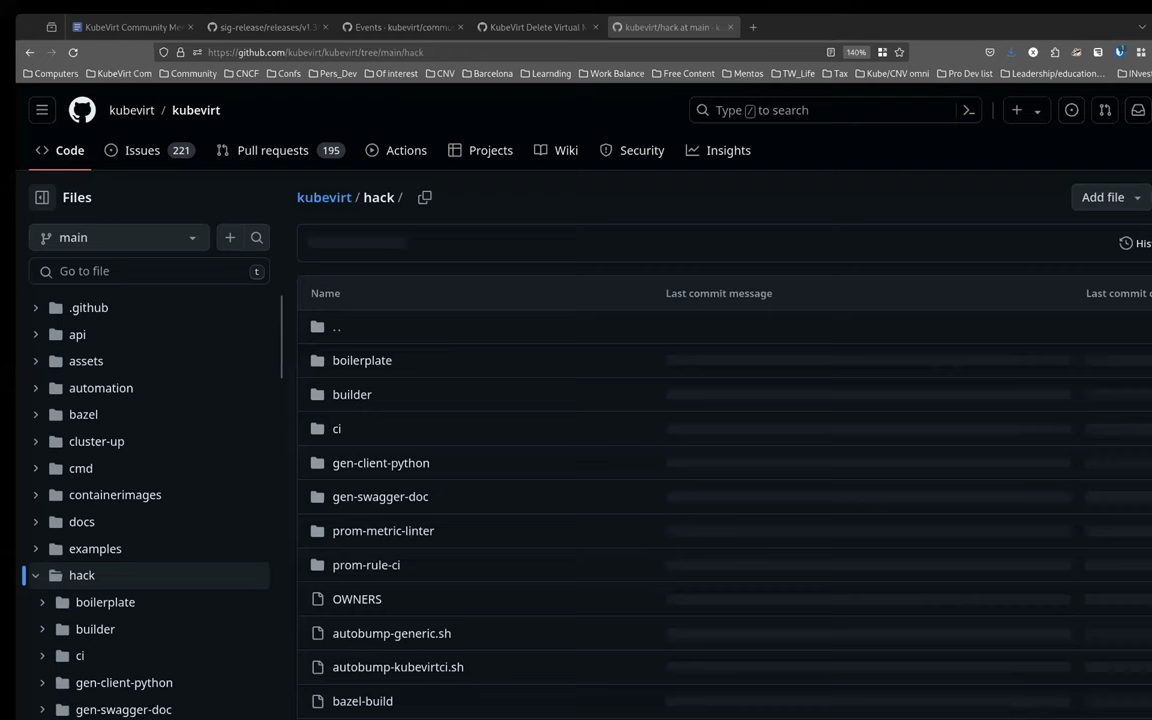 KubeVirt Community Me
sig-release/releases/v1.3
Events - kubevirt/commu
KubeVirt Delete Virtual M
kubevirt/hack at main · k
https://github.com/kubevirt/kubevirt/tree/main/hack
140%
Computers
KubeVirt Com
Community
CNCF
Confs
Pers_Dev
Of interest
CNV
Barcelona
Learnding
Work Balance
Free Content
Mentos
TW_Life
Tax
Kube/CNV omni
Pro Dev list
Leadership/education...
INvest
kubevirt / kubevirt
Type / to search
Code
Issues 221
Pull requests 195
Actions
Projects
Wiki
Security
Insights
Files
kubevirt / hack /
Add file
main
Go to file
t
His
Name
Last commit message
Last commit
.github
api
assets
automation
bazel
cluster-up
cmd
containerimages
docs
examples
hack
boilerplate
builder
ci
gen-client-python
gen-swagger-doc
..
boilerplate
builder
ci
gen-client-python
gen-swagger-doc
prom-metric-linter
prom-rule-ci
OWNERS
autobump-generic.sh
autobump-kubevirtci.sh
bazel-build